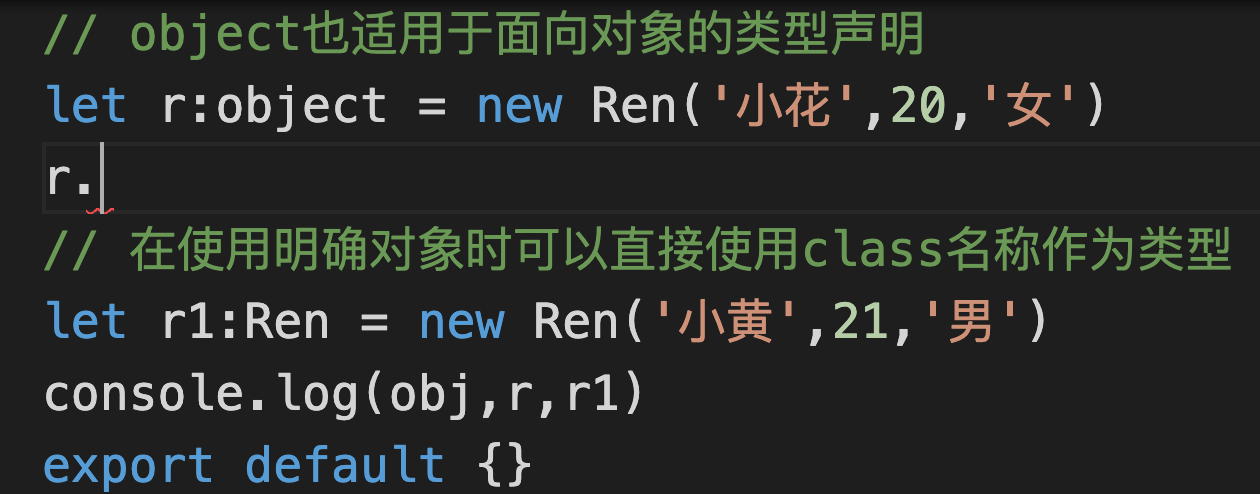 // object也适用于面向对象的类型声明
let r:object = new Ren('小花',20,'女')
r.
// 在使用明确对象时可以直接使用class名称作为类型
let r1:Ren = new Ren('小黄',21,'男')
console.log(obj,r,r1)
export default {}